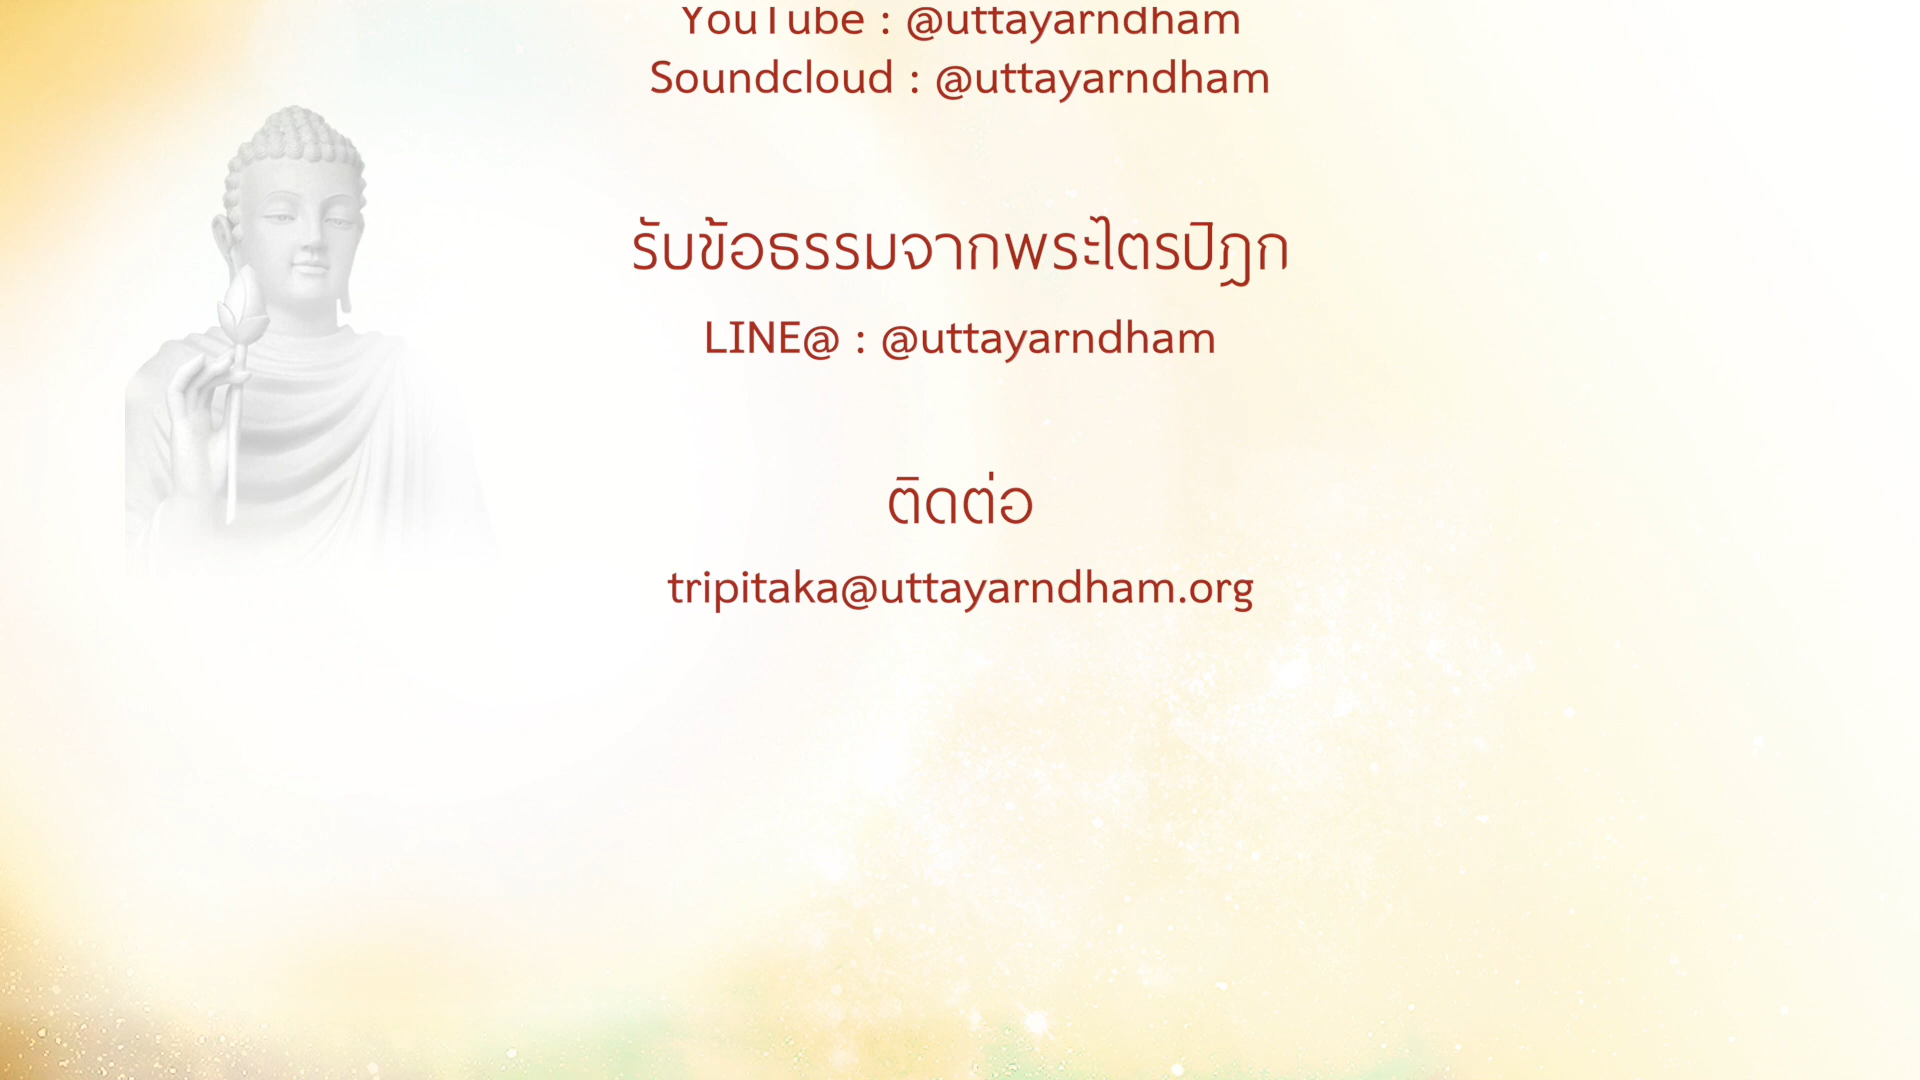 YouTube : @uttayarndham
Soundcloud : @uttayarndham
รับข้อธรรมจากพระไตรปิฎก
LINE@ : @uttayarndham
ติดต่อ
tripitaka@uttayarndham.org